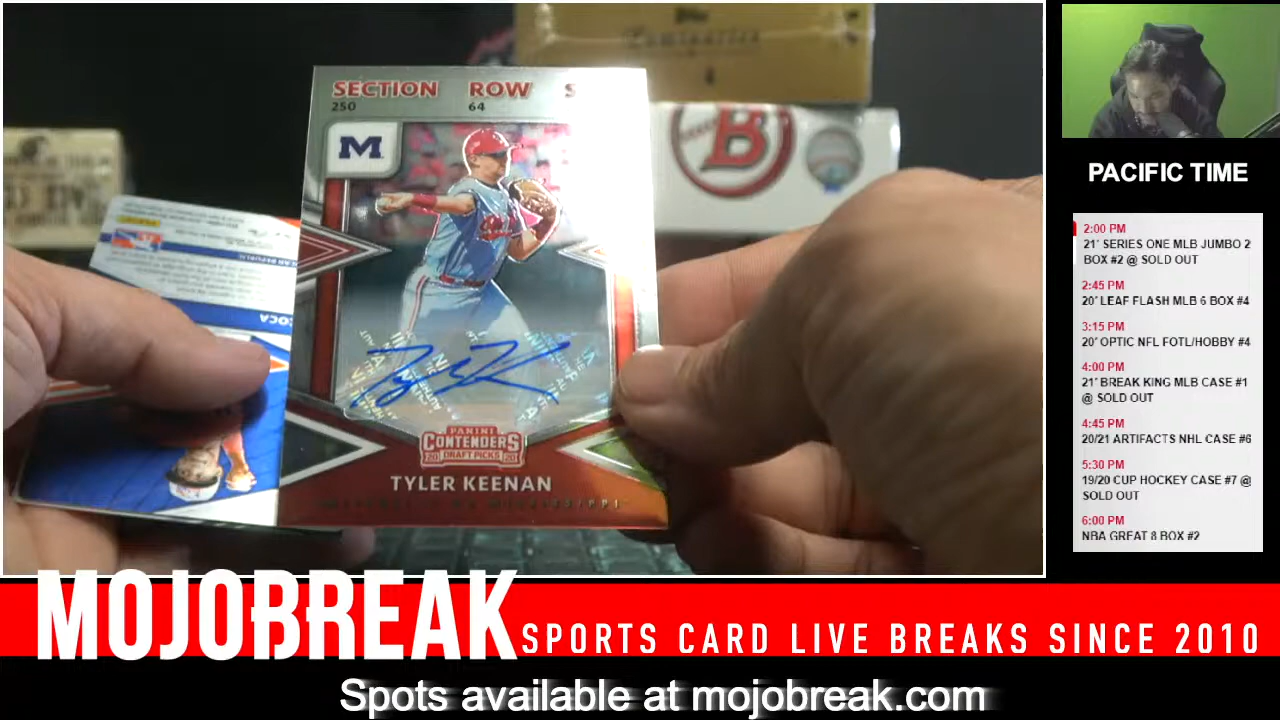 SECTION ROW S
250 64
M
PANINI
CONTENDERS
20 DRAFT PICKS 20
TYLER KEENAN
B
PACIFIC TIME
2:00 PM
21' SERIES ONE MLB JUMBO 2
BOX #2 @ SOLD OUT
2:45 PM
20' LEAF FLASH MLB 6 BOX #4
3:15 PM
20' OPTIC NFL FOTL/HOBBY #4
4:00 PM
21' BREAK KING MLB CASE #1
@ SOLD OUT
4:45 PM
20/21 ARTIFACTS NHL CASE #6
5:30 PM
19/20 CUP HOCKEY CASE #7 @
SOLD OUT
6:00 PM
NBA GREAT 8 BOX #2
MOJOBREAK
SPORTS CARD LIVE BREAKS SINCE 2010
Spots available at mojobreak.com